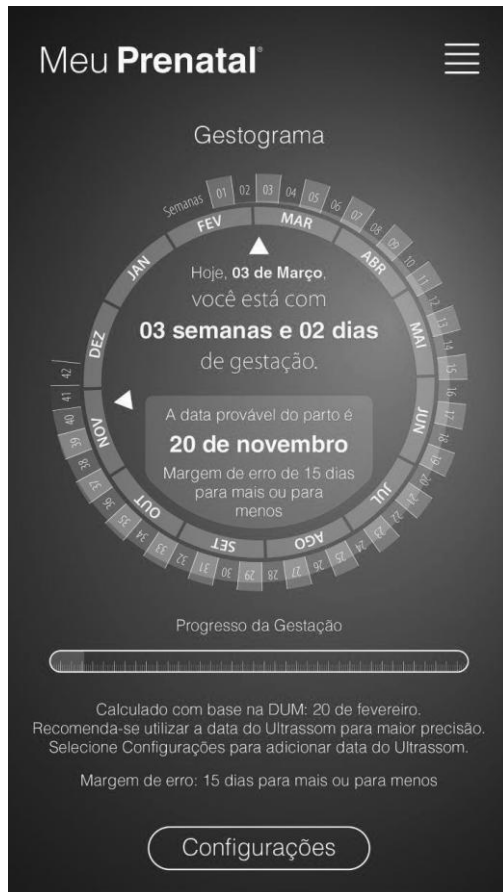 Meu Prenatal®
Gestograma
Semanas 01 02 03 04 05 06 07 08 09 10 11 12 13 14 15 16 17 18 19 20 21 22 23 24 25 26 27 28 29 30 31 32 33 34 35 36 37 38 39 40 41 42
JAN FEV MAR ABR MAI JUN JUL AGO SET OUT NOV DEZ
Hoje, 03 de Março,
você está com
03 semanas e 02 dias
de gestação.
A data provável do parto é
20 de novembro
Margem de erro de 15 dias
para mais ou para
menos
Progresso da Gestação
Calculado com base na DUM: 20 de fevereiro.
Recomenda-se utilizar a data do Ultrassom para maior precisão.
Selecione Configurações para adicionar data do Ultrassom.
Margem de erro: 15 dias para mais ou para menos
Configurações